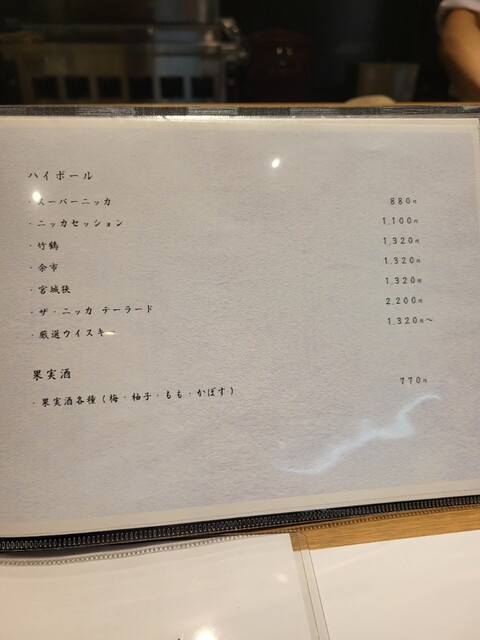 ハイボール
・スーパーニッカ 880円
・ニッカセッション 1,100円
・竹鶴 1,320円
・余市 1,320円
・宮城狭 1,320円
・ザ・ニッカ テーラード 2,200円
・厳選ウイスキー 1,320円～
果実酒
・果実酒各種(梅・柚子・もも・かぼす) 770円